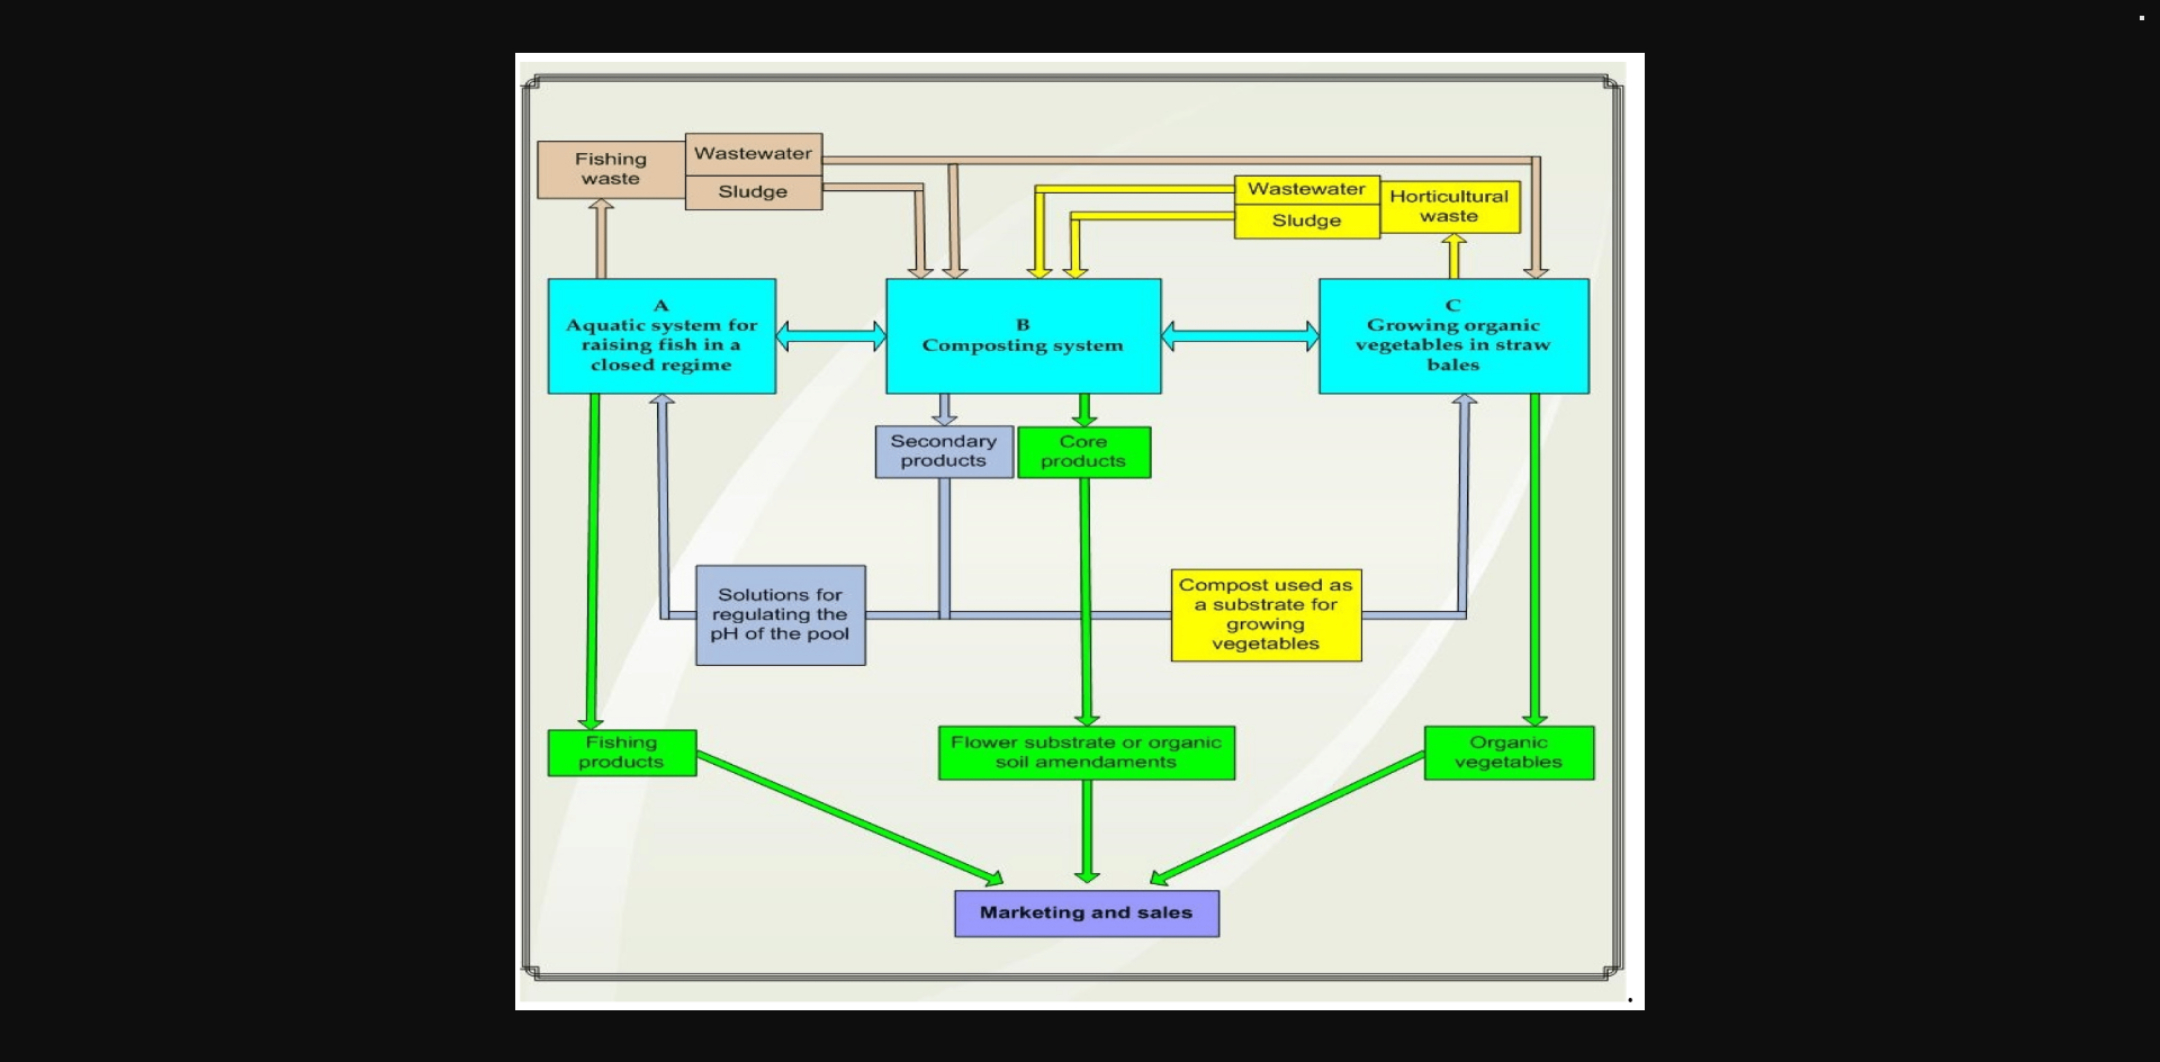 Fishing
waste
Wastewater
Sludge
Wastewater
Sludge
Horticultural
waste
A
Aquatic system for
raising fish in a
closed regime
B
Composting system
C
Growing organic
vegetables in straw
bales
Secondary
products
Core
products
Solutions for
regulating the
pH of the pool
Compost used as
a substrate for
growing
vegetables
Fishing
products
Flower substrate or organic
soil amendaments
Organic
vegetables
Marketing and sales